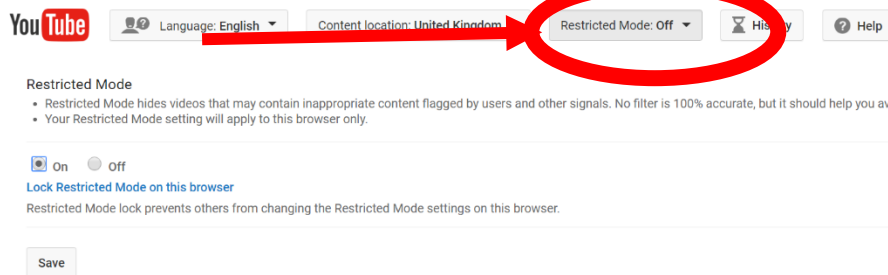 YouTube Language: English Content location: United Kingdom Restricted Mode: Off History Help
Restricted Mode
• Restricted Mode hides videos that may contain inappropriate content flagged by users and other signals. No filter is 100% accurate, but it should help you
• Your Restricted Mode setting will apply to this browser only.
On Off
Lock Restricted Mode on this browser
Restricted Mode lock prevents others from changing the Restricted Mode settings on this browser.
Save